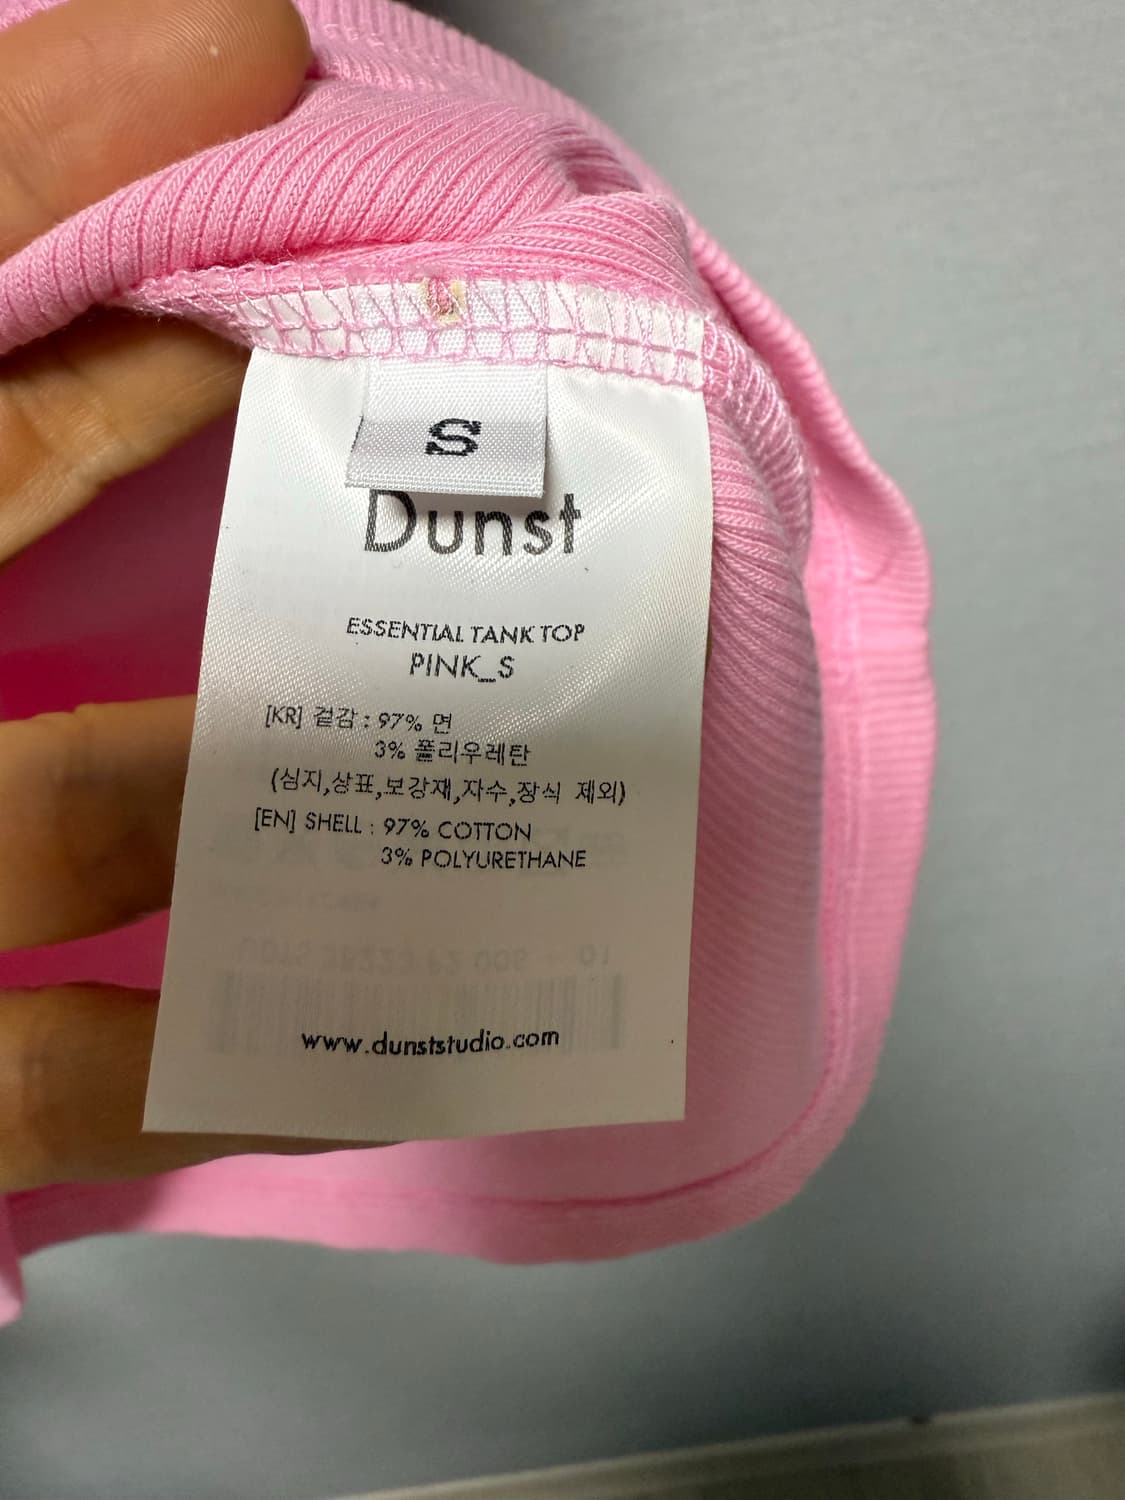 S
Dunst
ESSENTIAL TANK TOP
PINK_S
[KR] 겉감 : 97% 면
3% 폴리우레탄
(심지,상표,보강재,자수,장식 제외)
[EN] SHELL : 97% COTTON
3% POLYURETHANE
www.dunststudio.com